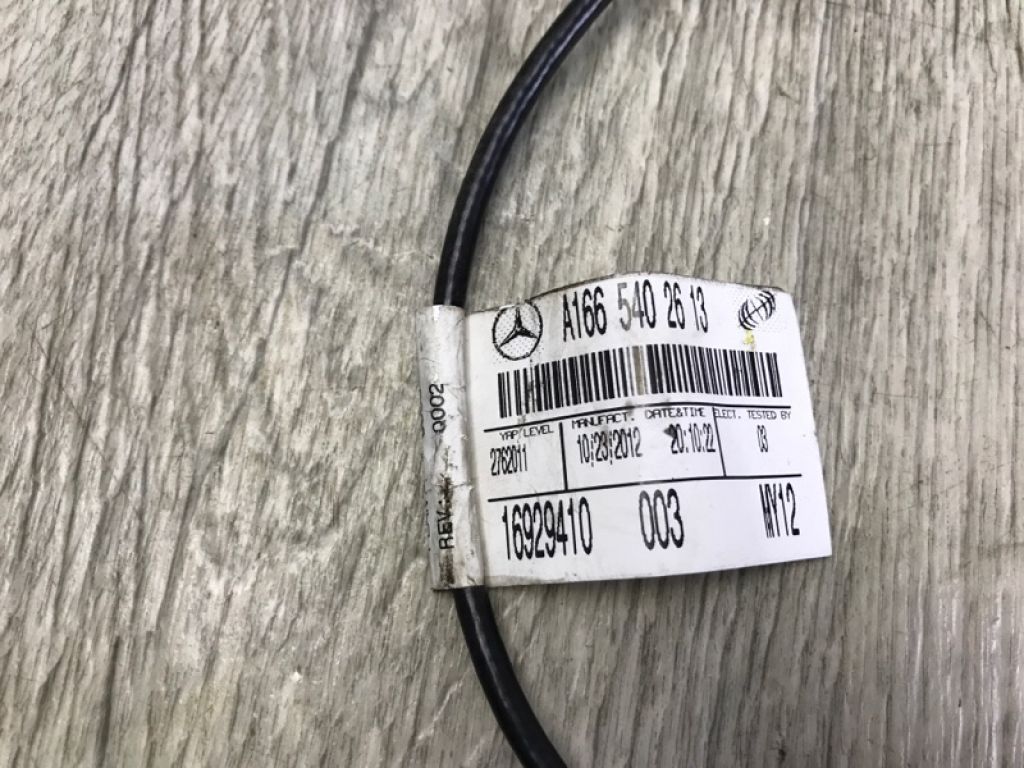 A166 540 26 13
YAP/LEVEL MANUFACT. DATE&TIME ELECT. TESTED BY
2762011 10/23/2012 20:10:22 03
16929410 003 MY12
REV.: Q002